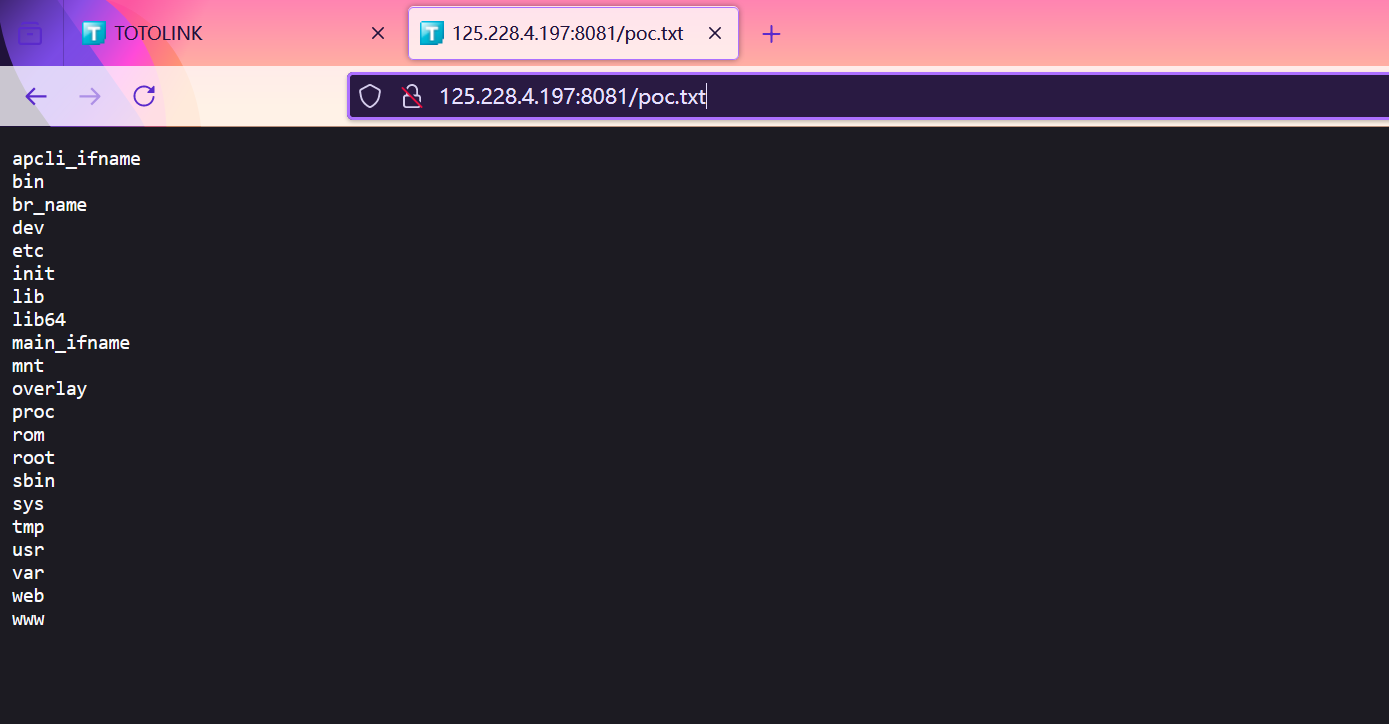 TOTOLINK
125.228.4.197:8081/poc.txt
125.228.4.197:8081/poc.txt
apcli_ifname
bin
br_name
dev
etc
init
lib
lib64
main_ifname
mnt
overlay
proc
rom
root
sbin
sys
tmp
usr
var
web
www